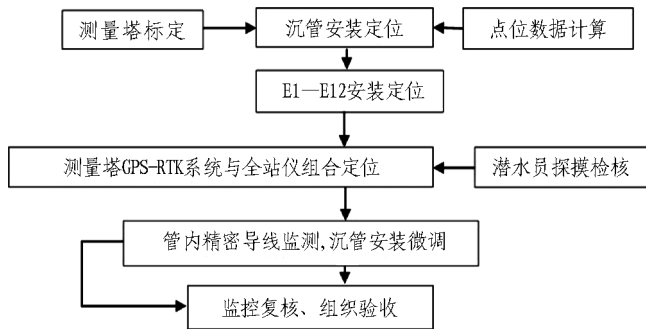 测量塔标定
沉管安装定位
点位数据计算
E1—E12安装定位
测量塔GPS-RTK系统与全站仪组合定位
潜水员探摸检核
管内精密导线监测,沉管安装微调
监控复核、组织验收